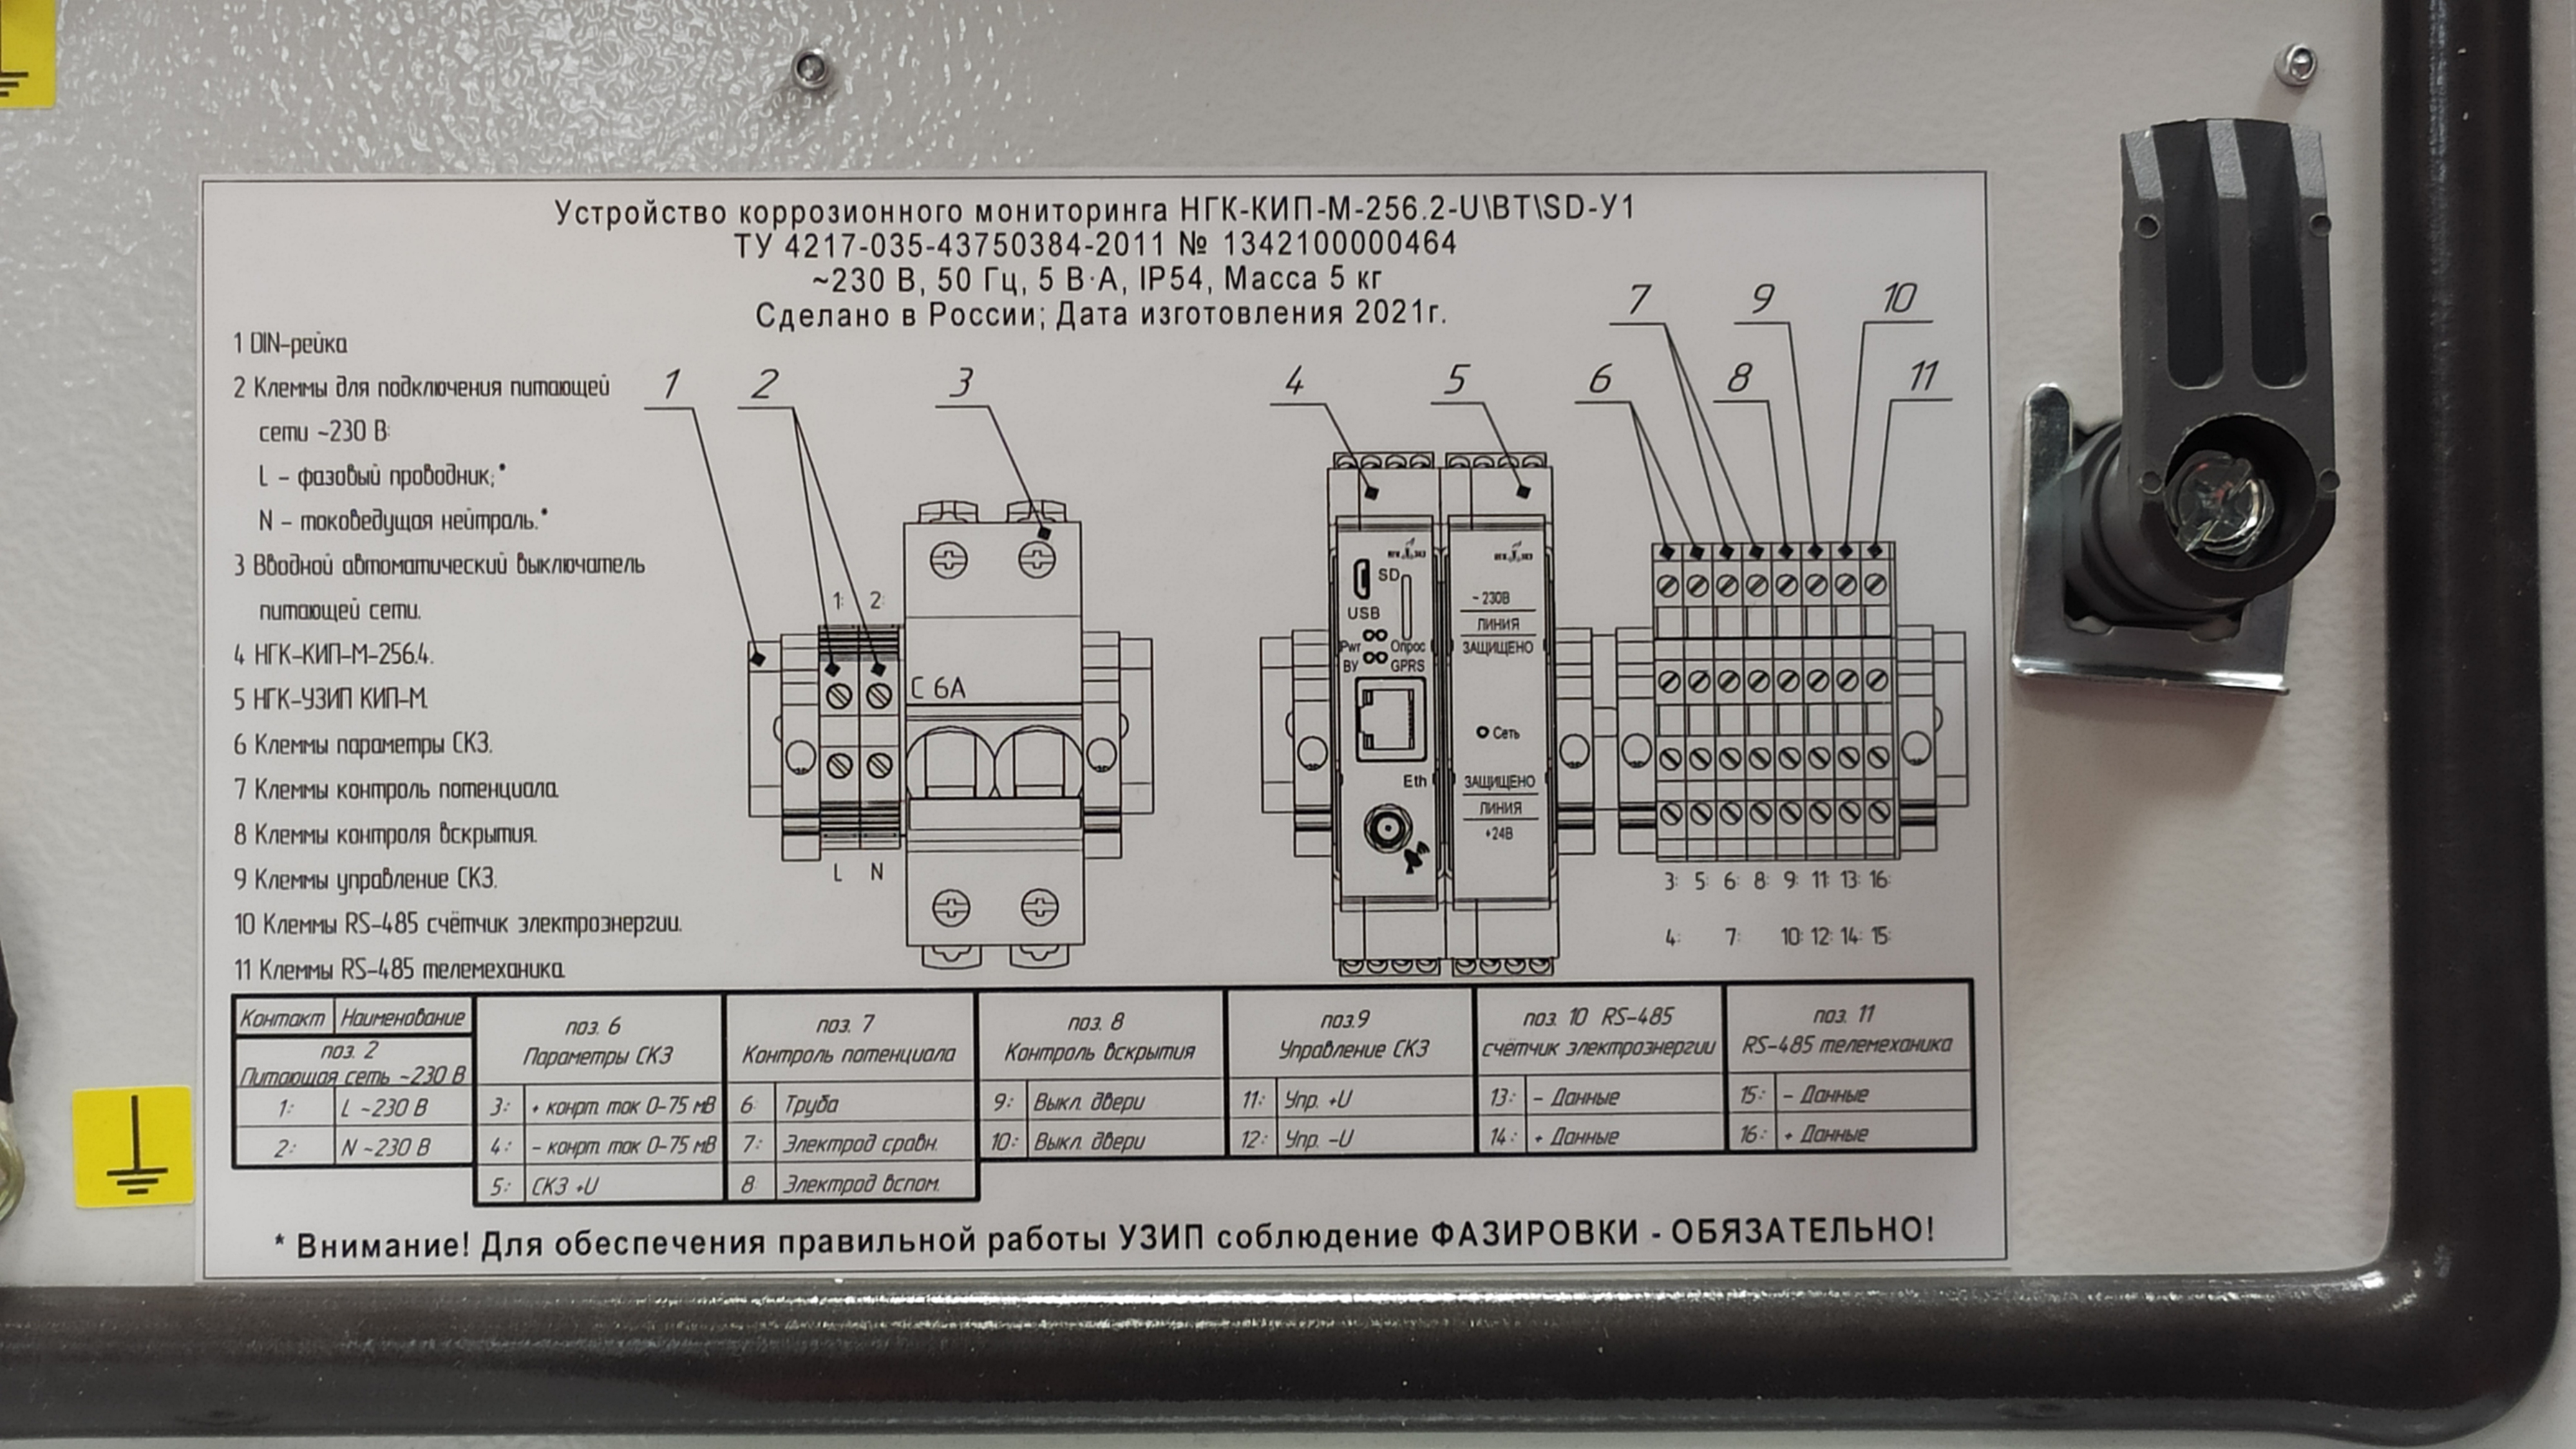 Устройство коррозионного мониторинга НГК-КИП-М-256.2-U\BT\SD-У1
ТУ 4217-035-43750384-2011 № 1342100000464
~230 В, 50 Гц, 5 В·А, IP54, Масса 5 кг
Сделано в России; Дата изготовления 2021г.
1 DIN-рейка
2 Клеммы для подключения питающей
сети ~230 В:
L - фазовый проводник;*
N - токоведущая нейтраль.*
3 Вводной автоматический выключатель
питающей сети.
4 НГК-КИП-М-256.4.
5 НГК-УЗИП КИП-М.
6 Клеммы параметры СКЗ.
7 Клеммы контроль потенциала.
8 Клеммы контроля вскрытия.
9 Клеммы управление СКЗ.
10 Клеммы RS-485 счётчик электроэнергии.
11 Клеммы RS-485 телемеханика.
7 9 10
1 2 3 4 5 6 8 11
1: 2:
C 6A
L N
SD
USB
Pwr Опрос
ВУ GPRS
Eth
~230В
ЛИНИЯ
ЗАЩИЩЕНО
Сеть
ЗАЩИЩЕНО
ЛИНИЯ
+24В
3: 5: 6: 8: 9: 11: 13: 16:
4: 7: 10: 12: 14: 15:
Контакт Наименование
поз. 2
Питающая сеть ~230 В
1: L ~230 В
2: N ~230 В
поз. 6
Параметры СКЗ
3: + конрт. ток 0-75 мВ
4: - конрт. ток 0-75 мВ
5: СКЗ +U
поз. 7
Контроль потенциала
6: Труба
7: Электрод сравн.
8 Электрод вспом.
поз. 8
Контроль вскрытия
9: Выкл. двери
10: Выкл. двери
поз.9
Управление СКЗ
11: Упр. +U
12: Упр. -U
поз. 10 RS-485
счётчик электроэнергии
13: - Данные
14: + Данные
поз. 11
RS-485 телемеханика
15: - Данные
16: + Данные
* Внимание! Для обеспечения правильной работы УЗИП соблюдение ФАЗИРОВКИ - ОБЯЗАТЕЛЬНО!